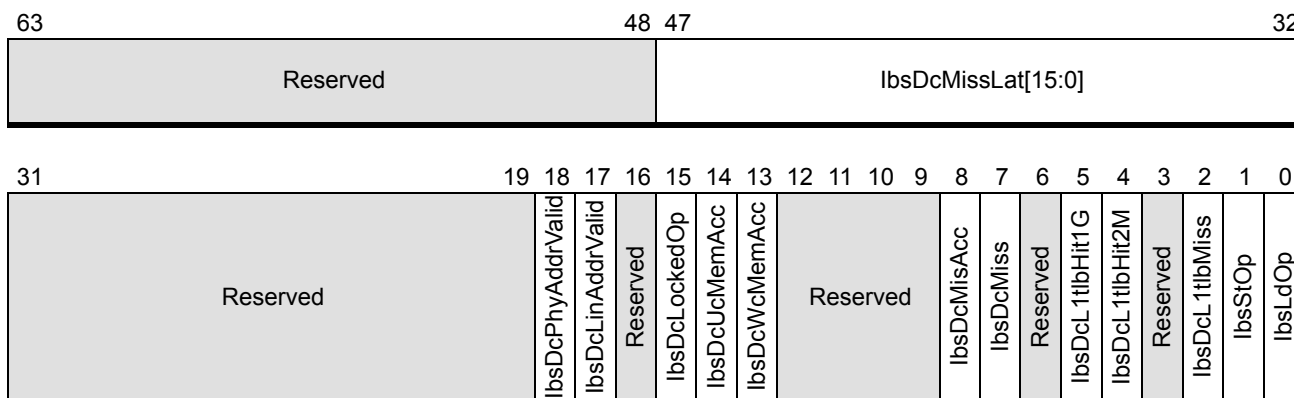 63 48 47 32
Reserved IbsDcMissLat[15:0]
31 19 18 17 16 15 14 13 12 11 10 9 8 7 6 5 4 3 2 1 0
Reserved
IbsDcPhyAddrValid
IbsDcLinAddrValid
Reserved
IbsDcLockedOp
IbsDcUcMemAcc
IbsDcWcMemAcc
Reserved
IbsDcMisAcc
IbsDcMiss
Reserved
IbsDcL1tlbHit1G
IbsDcL1tlbHit2M
Reserved
IbsDcL1tlbMiss
IbsStOp
IbsLdOp